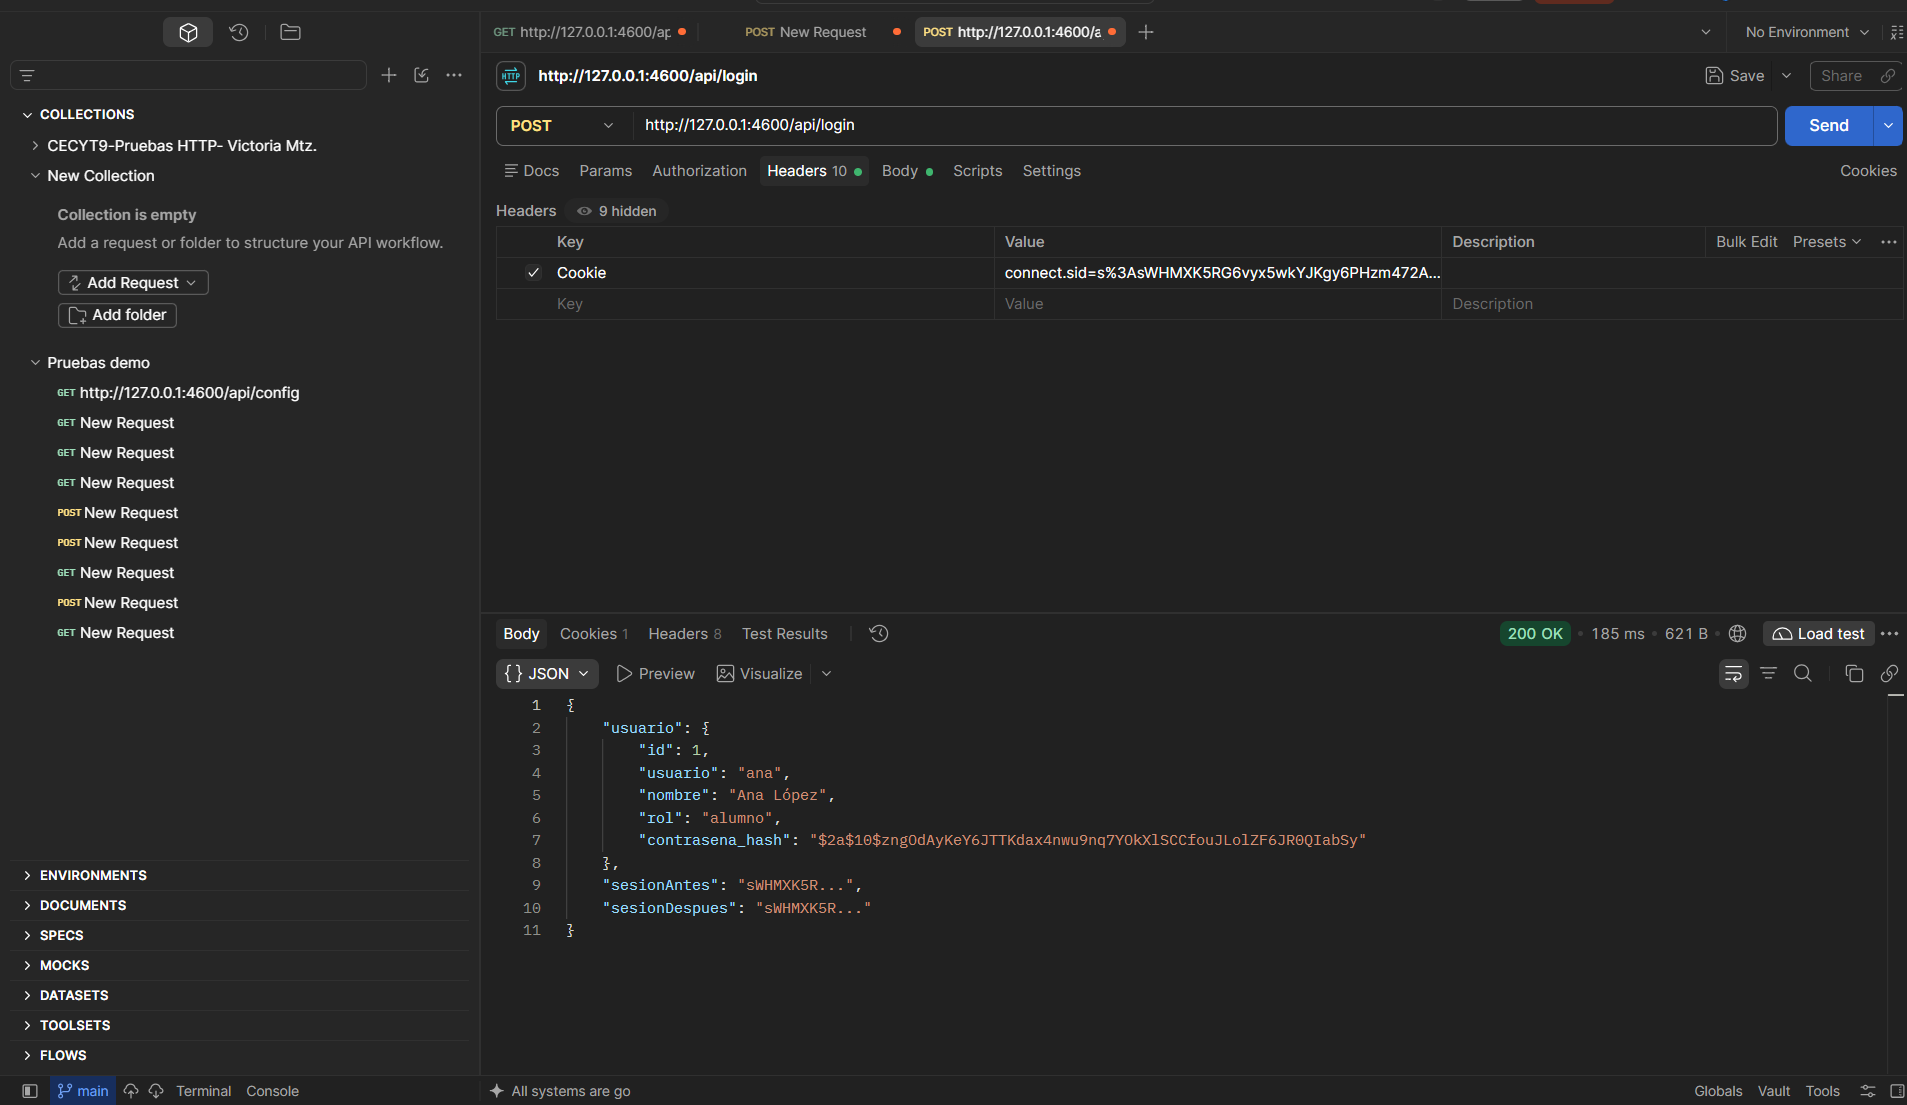 GET http://127.0.0.1:4600/ap
POST New Request
POST http://127.0.0.1:4600/a
No Environment
HTTP http://127.0.0.1:4600/api/login
Save
Share
COLLECTIONS
CECYT9-Pruebas HTTP- Victoria Mtz.
New Collection
Collection is empty
Add a request or folder to structure your API workflow.
Add Request
Add folder
Pruebas demo
GET http://127.0.0.1:4600/api/config
GET New Request
GET New Request
GET New Request
POST New Request
POST New Request
GET New Request
POST New Request
GET New Request
ENVIRONMENTS
DOCUMENTS
SPECS
MOCKS
DATASETS
TOOLSETS
FLOWS
POST http://127.0.0.1:4600/api/login
Send
Docs Params Authorization Headers 10 Body Scripts Settings Cookies
Headers 9 hidden
Key Value Description Bulk Edit Presets
Cookie connect.sid=s%3AsWHMXK5RG6vyx5wkYJKgy6PHzm472A...
Key Value Description
Body Cookies 1 Headers 8 Test Results
200 OK 185 ms 621 B Load test
{} JSON Preview Visualize
1 {
2 "usuario": {
3 "id": 1,
4 "usuario": "ana",
5 "nombre": "Ana López",
6 "rol": "alumno",
7 "contrasena_hash": "$2a$10$zngOdAyKeY6JTTKdax4nwu9nq7YOkXlSCCfouJLolZF6JR0QIabSy"
8 },
9 "sesionAntes": "sWHMXK5R...",
10 "sesionDespues": "sWHMXK5R..."
11 }
main Terminal Console
All systems are go
Globals Vault Tools